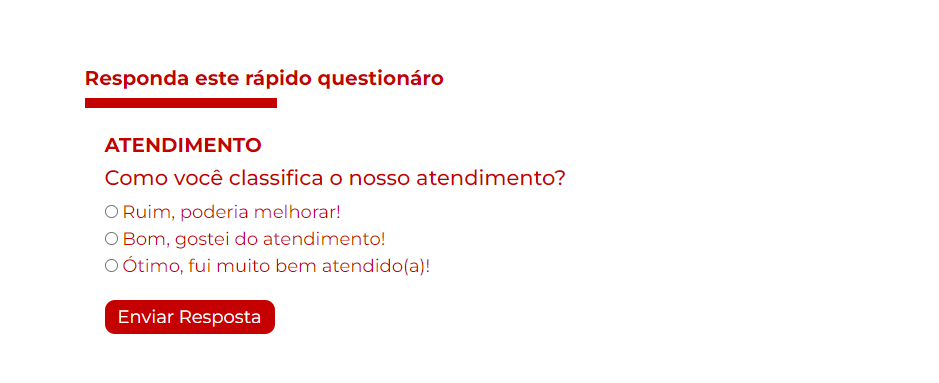 Responda este rápido questionáro
ATENDIMENTO
Como você classifica o nosso atendimento?
Ruim, poderia melhorar!
Bom, gostei do atendimento!
Ótimo, fui muito bem atendido(a)!
Enviar Resposta